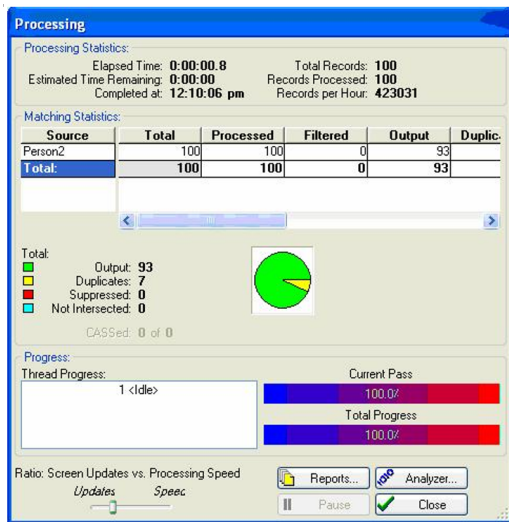 Processing
Processing Statistics:
Elapsed Time: 0:00:00.8
Total Records: 100
Estimated Time Remaining: 0:00:00
Records Processed: 100
Completed at: 12:10:06 pm
Records per Hour: 423031
Matching Statistics:
Source Total Processed Filtered Output Duplic
Person2 100 100 0 93
Total: 100 100 0 93
Total:
Output: 93
Duplicates: 7
Suppressed: 0
Not Intersected: 0
CASSed: 0 of 0
Progress:
Thread Progress:
1 <Idle>
Current Pass
100.0%
Total Progress
100.0%
Ratio: Screen Updates vs. Processing Speed
Updates Speec
Reports...
Analyzer...
Pause
Close